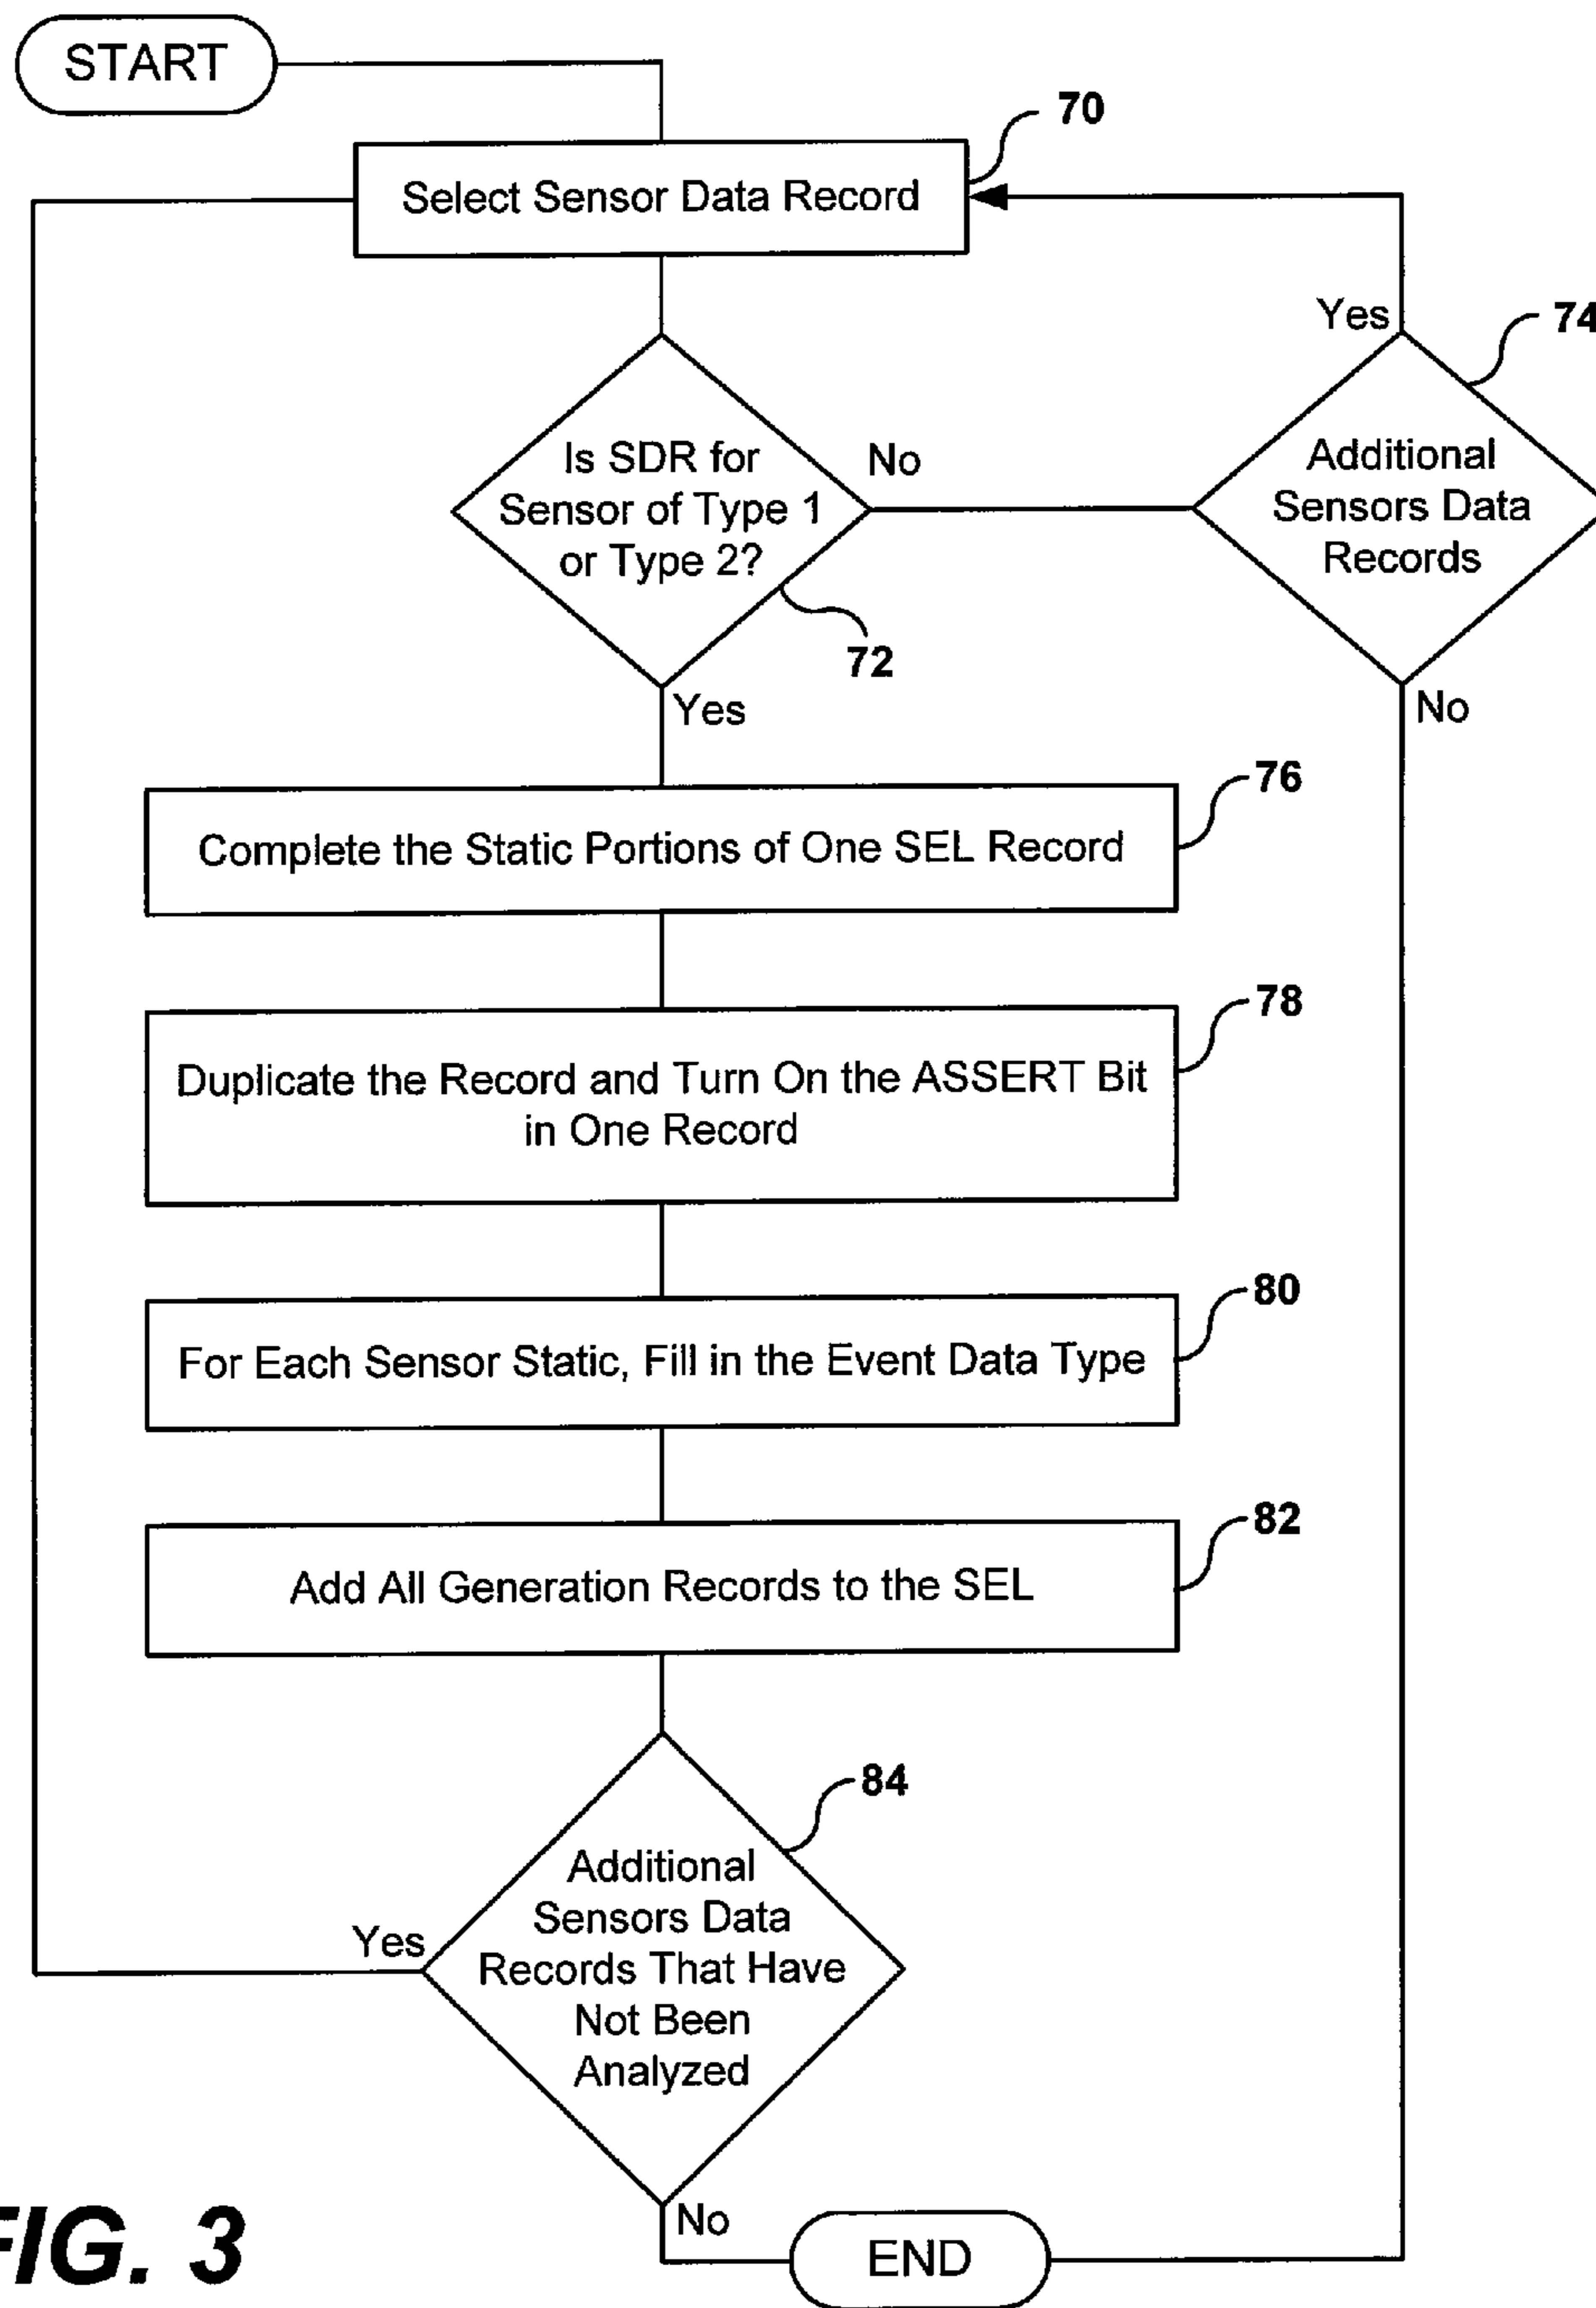 START
70
Select Sensor Data Record
Yes
74
Is SDR for
Sensor of Type 1
or Type 2?
No
Additional
Sensors Data
Records
72
Yes
No
76
Complete the Static Portions of One SEL Record
78
Duplicate the Record and Turn On the ASSERT Bit
in One Record
80
For Each Sensor Static, Fill in the Event Data Type
82
Add All Generation Records to the SEL
84
Additional
Sensors Data
Records That Have
Not Been
Analyzed
Yes
No
END
FIG. 3